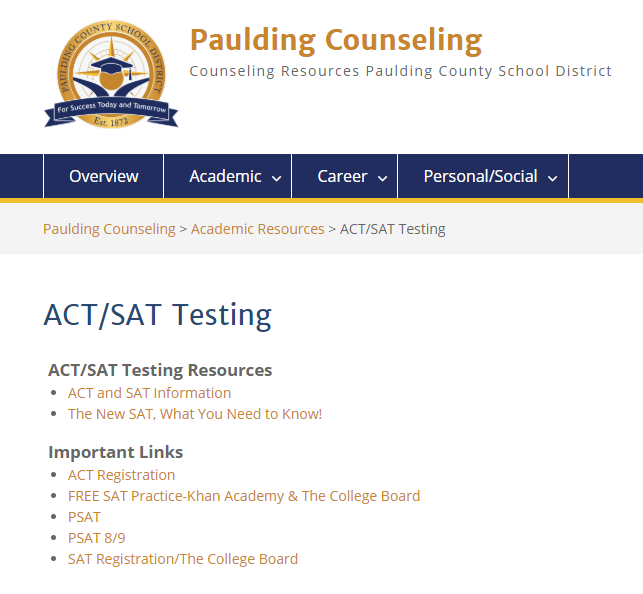 PAULDING COUNTY SCHOOL DISTRICT
For Success Today and Tomorrow
Est. 1872
Paulding Counseling
Counseling Resources Paulding County School District
Overview Academic Career Personal/Social
Paulding Counseling > Academic Resources > ACT/SAT Testing
ACT/SAT Testing
ACT/SAT Testing Resources
ACT and SAT Information
The New SAT, What You Need to Know!
Important Links
ACT Registration
FREE SAT Practice-Khan Academy & The College Board
PSAT
PSAT 8/9
SAT Registration/The College Board